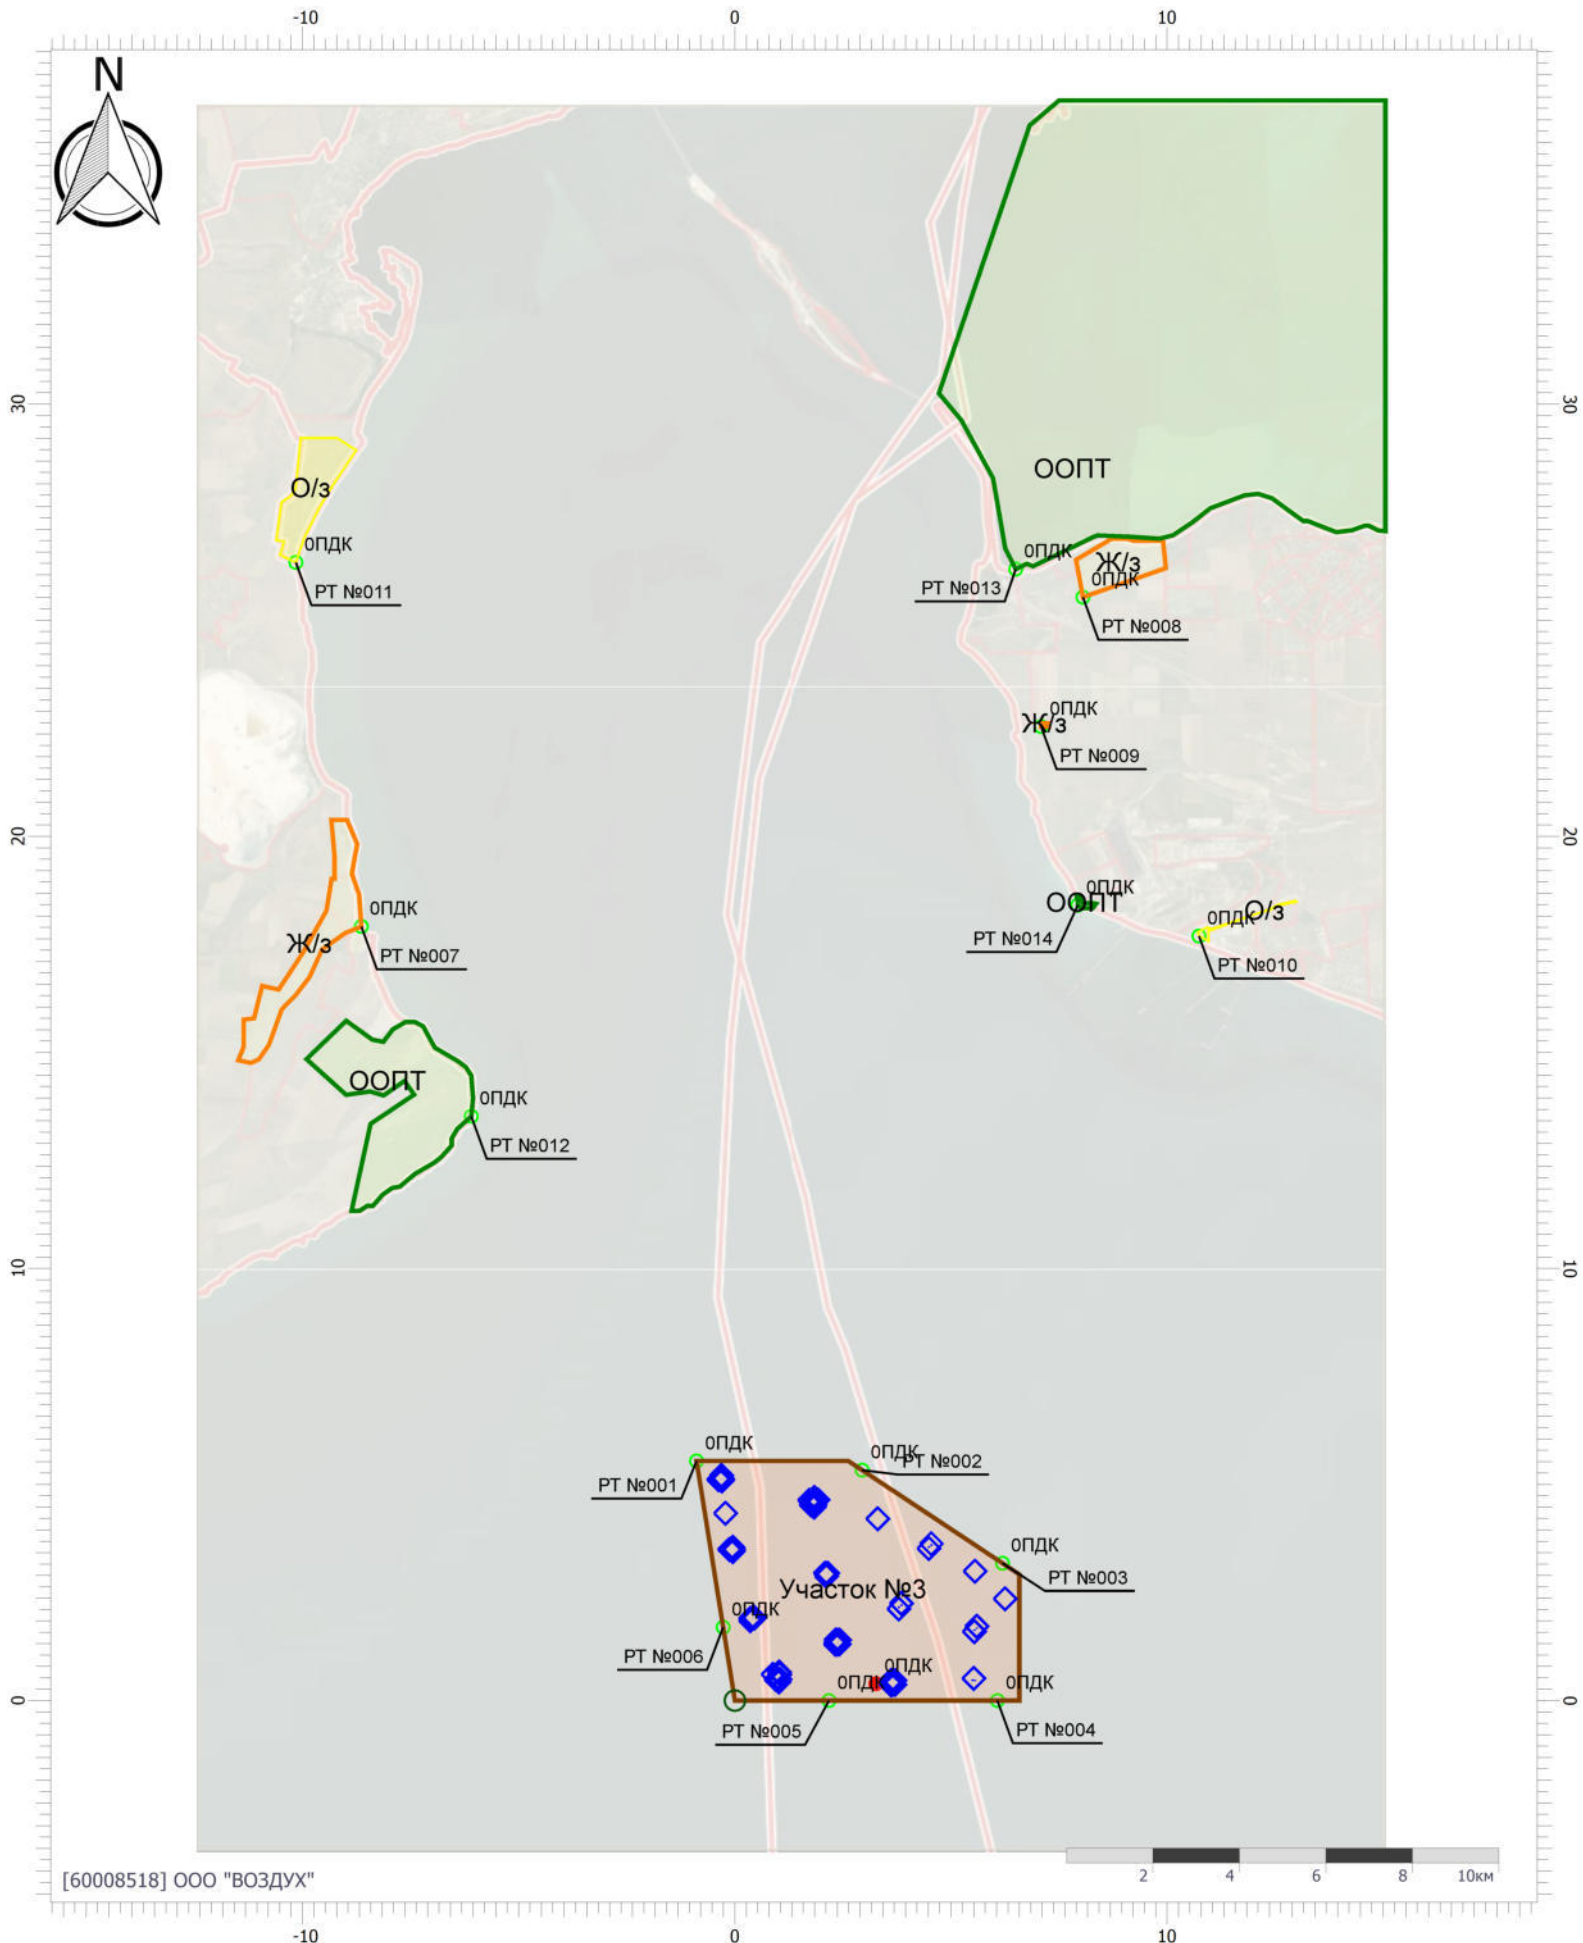 -10
0
10
N
30
30
ООПТ
О/з
0ПДК
0ПДК
Ж/з
0ПДК
РТ №011
РТ №013
РТ №008
0ПДК
Ж/з
РТ №009
20
20
0ПДК
ООПТ
0ПДК
О/з
0ПДК
Ж/з
РТ №014
РТ №007
РТ №010
ООПТ
0ПДК
РТ №012
10
10
0ПДК
0ПДК
РТ №002
РТ №001
0ПДК
РТ №003
Участок №3
0ПДК
РТ №006
0ПДК
0ПДК
0ПДК
0
0
РТ №005
РТ №004
[60008518] ООО "ВОЗДУХ"
2
4
6
8
10км
-10
0
10